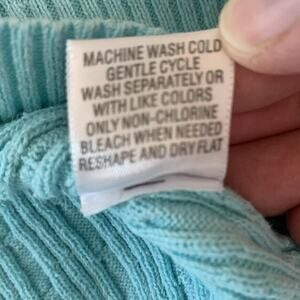 MACHINE WASH COLD
GENTLE CYCLE
WASH SEPARATELY OR
WITH LIKE COLORS
ONLY NON-CHLORINE
BLEACH WHEN NEEDED
RESHAPE AND DRY FLAT